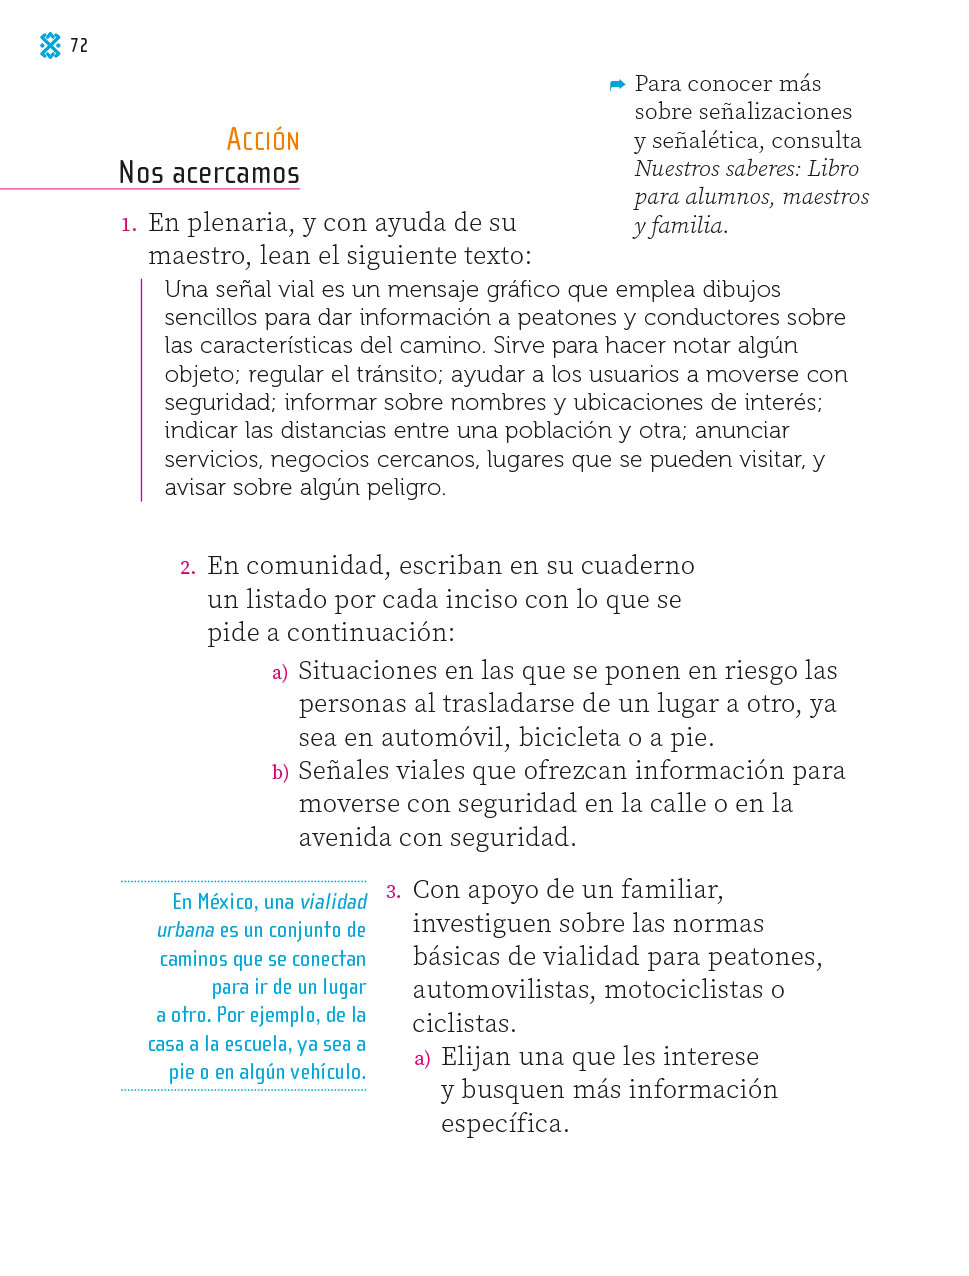 72
Para conocer más
sobre señalizaciones
y señalética, consulta
Nuestros saberes: Libro
para alumnos, maestros
y familia.
Acción
Nos acercamos
1. En plenaria, y con ayuda de su
maestro, lean el siguiente texto:
Una señal vial es un mensaje gráfico que emplea dibujos
sencillos para dar información a peatones y conductores sobre
las características del camino. Sirve para hacer notar algún
objeto; regular el tránsito; ayudar a los usuarios a moverse con
seguridad; informar sobre nombres y ubicaciones de interés;
indicar las distancias entre una población y otra; anunciar
servicios, negocios cercanos, lugares que se pueden visitar, y
avisar sobre algún peligro.
2. En comunidad, escriban en su cuaderno
un listado por cada inciso con lo que se
pide a continuación:
a) Situaciones en las que se ponen en riesgo las
personas al trasladarse de un lugar a otro, ya
sea en automóvil, bicicleta o a pie.
b) Señales viales que ofrezcan información para
moverse con seguridad en la calle o en la
avenida con seguridad.
En México, una vialidad
urbana es un conjunto de
caminos que se conectan
para ir de un lugar
a otro. Por ejemplo, de la
casa a la escuela, ya sea a
pie o en algún vehículo.
3. Con apoyo de un familiar,
investiguen sobre las normas
básicas de vialidad para peatones,
automovilistas, motociclistas o
ciclistas.
a) Elijan una que les interese
y busquen más información
específica.